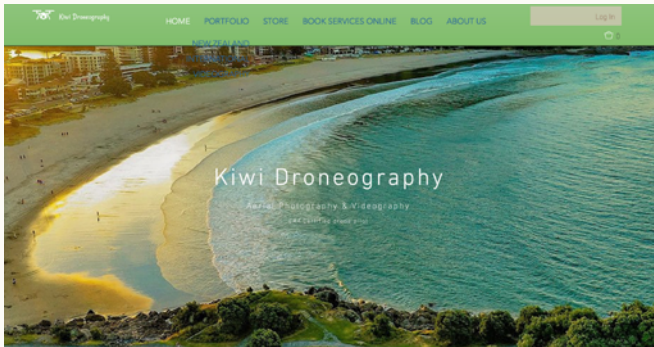 Kiwi Droneography
HOME PORTFOLIO STORE BOOK SERVICES ONLINE BLOG ABOUT US
Log In
0
NEW ZEALAND
Kiwi Droneography
Aerial Photography & Videography